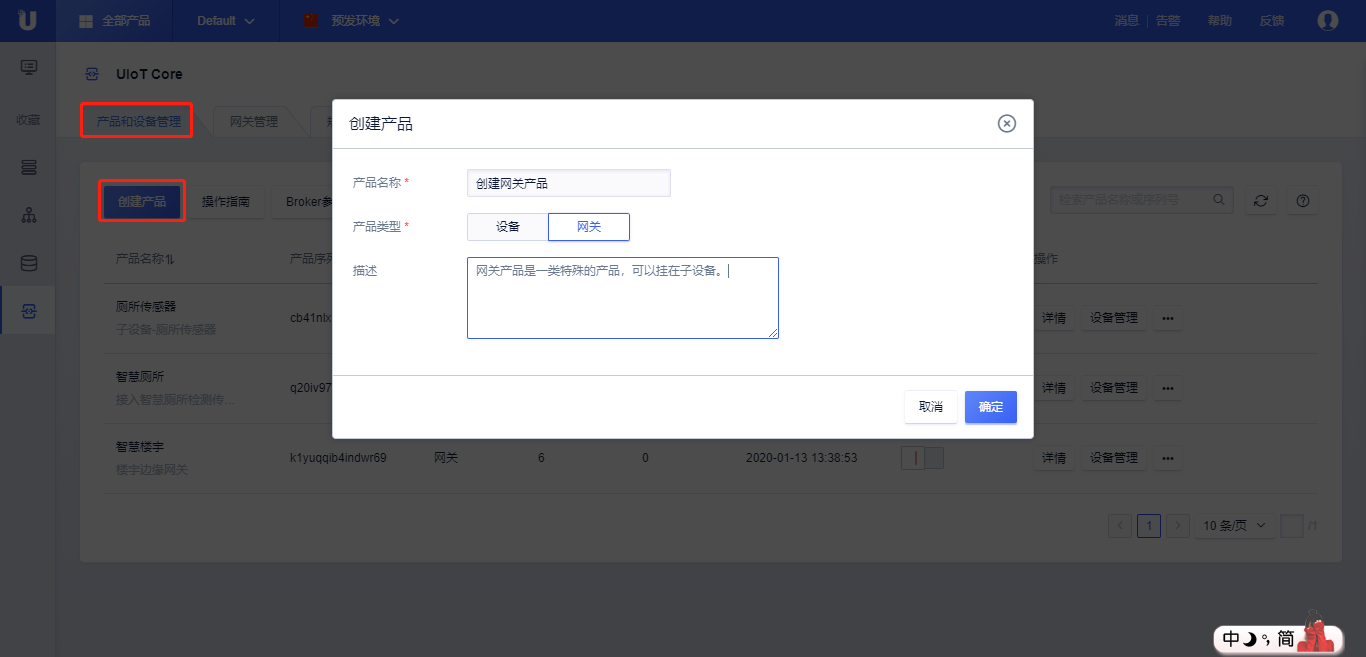 全部产品 Default 预发环境 消息 告警 帮助 反馈
UIoT Core
收藏
产品和设备管理 网关管理
创建产品
产品名称 * 创建网关产品
创建产品 操作指南 Broker参
检索产品名称或序列号
产品类型 * 设备 网关
产品名称 产品序列 操作
描述 网关产品是一类特殊的产品，可以挂在子设备。
厕所传感器
子设备-厕所传感器
cb41nlx 详情 设备管理 •••
智慧厕所
接入智慧厕所检测传...
q20iv97 详情 设备管理 •••
取消 确定
智慧楼宇
楼宇边缘网关
k1yuqqib4indwr69 网关 6 0 2020-01-13 13:38:53 详情 设备管理 •••
1 10 条/页 /1
中 °, 简